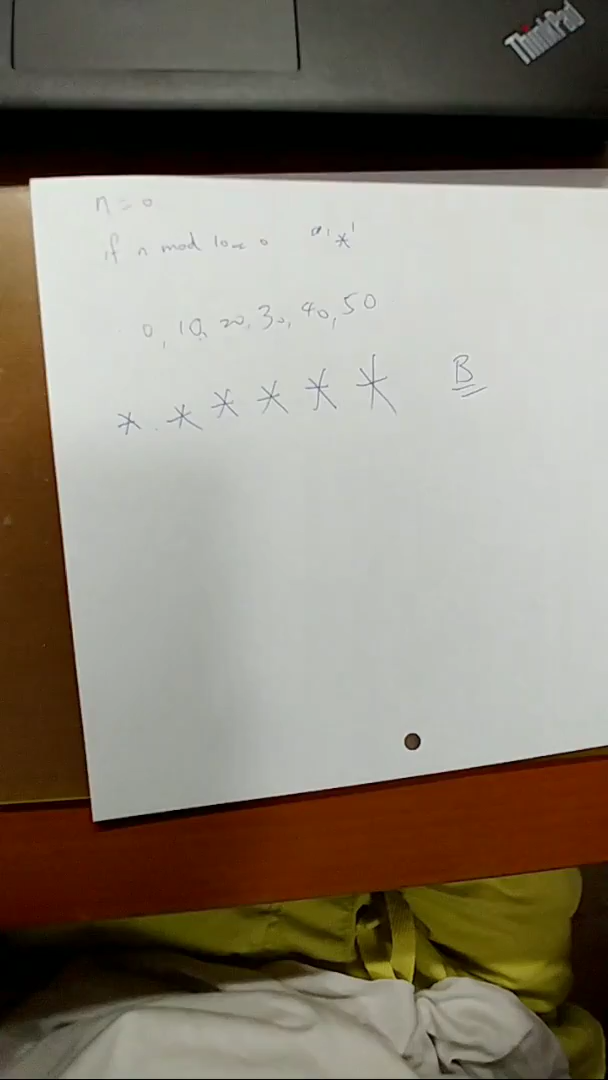 ThinkPad
n = 0
if n mod 10 = 0 '*'
0, 10, 20, 30, 40, 50
* * * * * * B